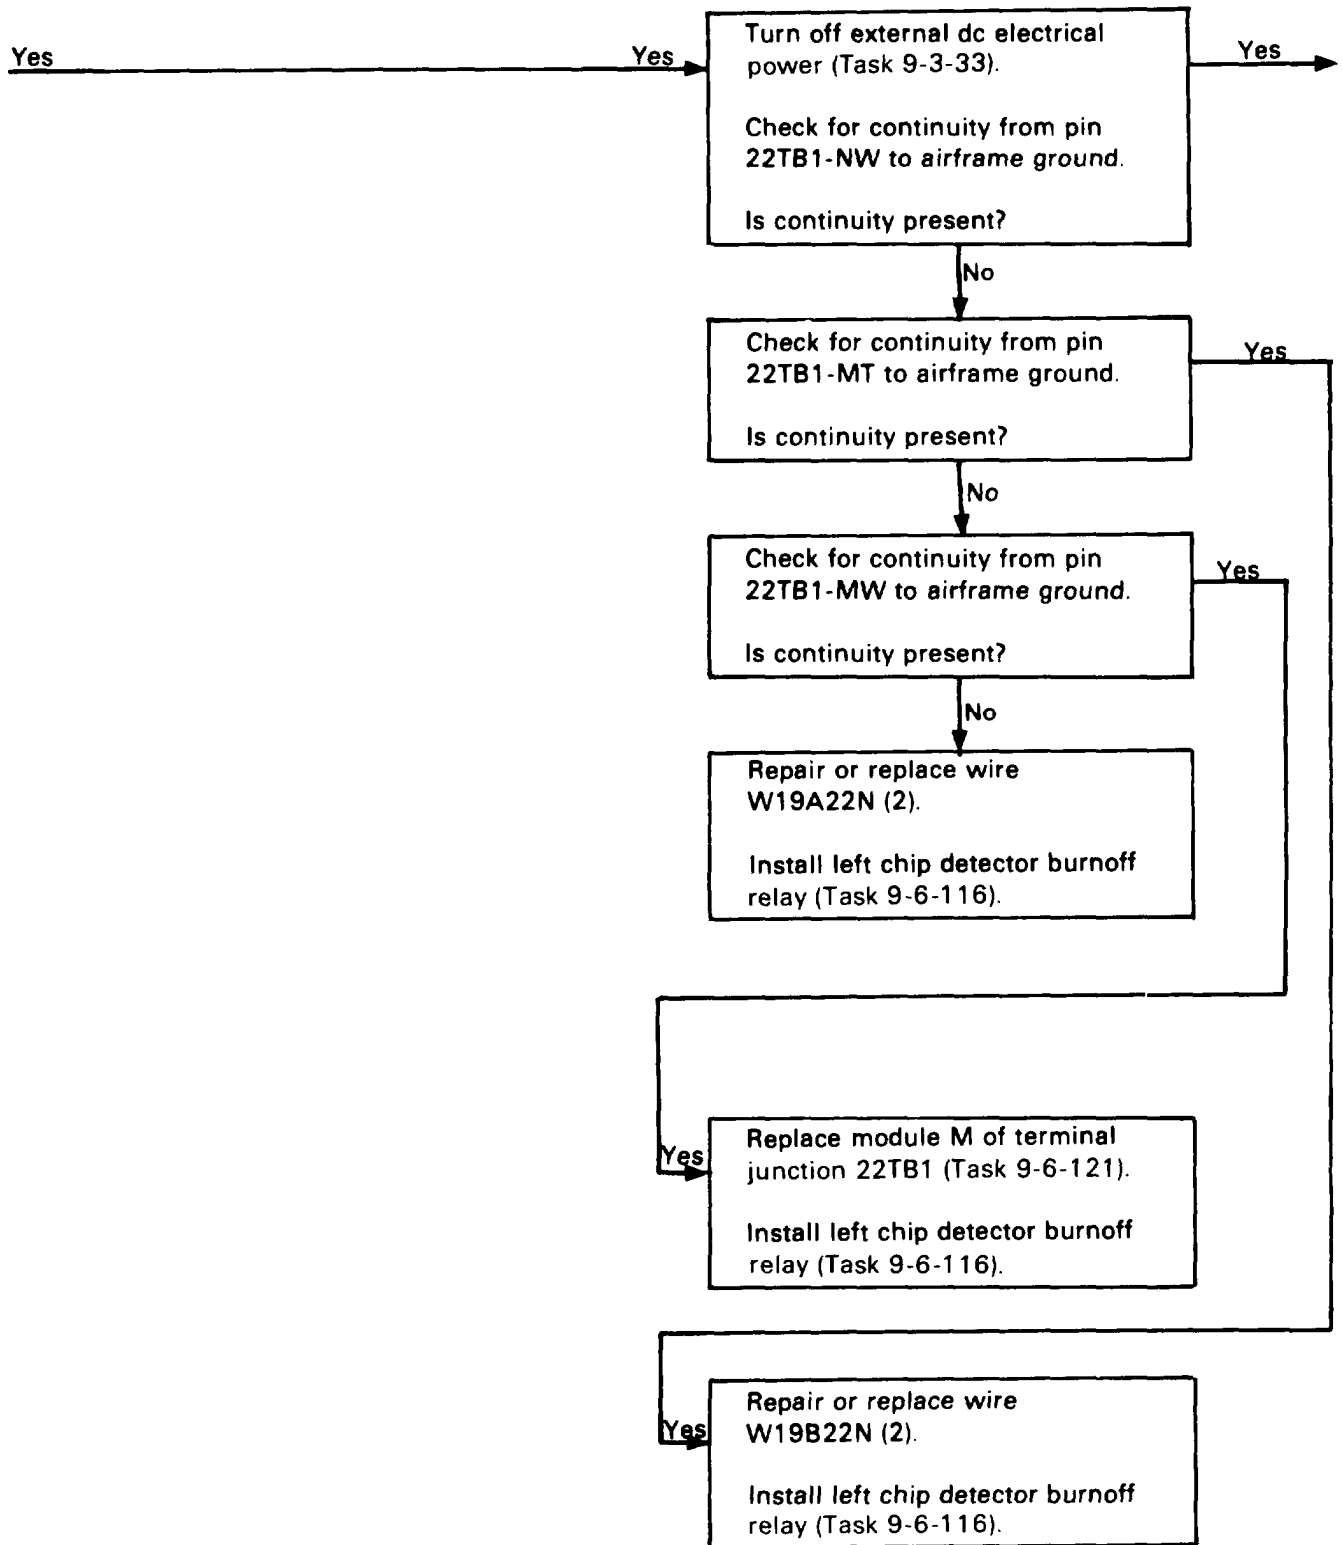 Yes
Yes
Turn off external dc electrical
power (Task 9-3-33).
Check for continuity from pin
22TB1-NW to airframe ground.
Is continuity present?
Yes
No
Check for continuity from pin
22TB1-MT to airframe ground.
Is continuity present?
Yes
No
Check for continuity from pin
22TB1-MW to airframe ground.
Is continuity present?
Yes
No
Repair or replace wire
W19A22N (2).
Install left chip detector burnoff
relay (Task 9-6-116).
Yes
Replace module M of terminal
junction 22TB1 (Task 9-6-121).
Install left chip detector burnoff
relay (Task 9-6-116).
Yes
Repair or replace wire
W19B22N (2).
Install left chip detector burnoff
relay (Task 9-6-116).